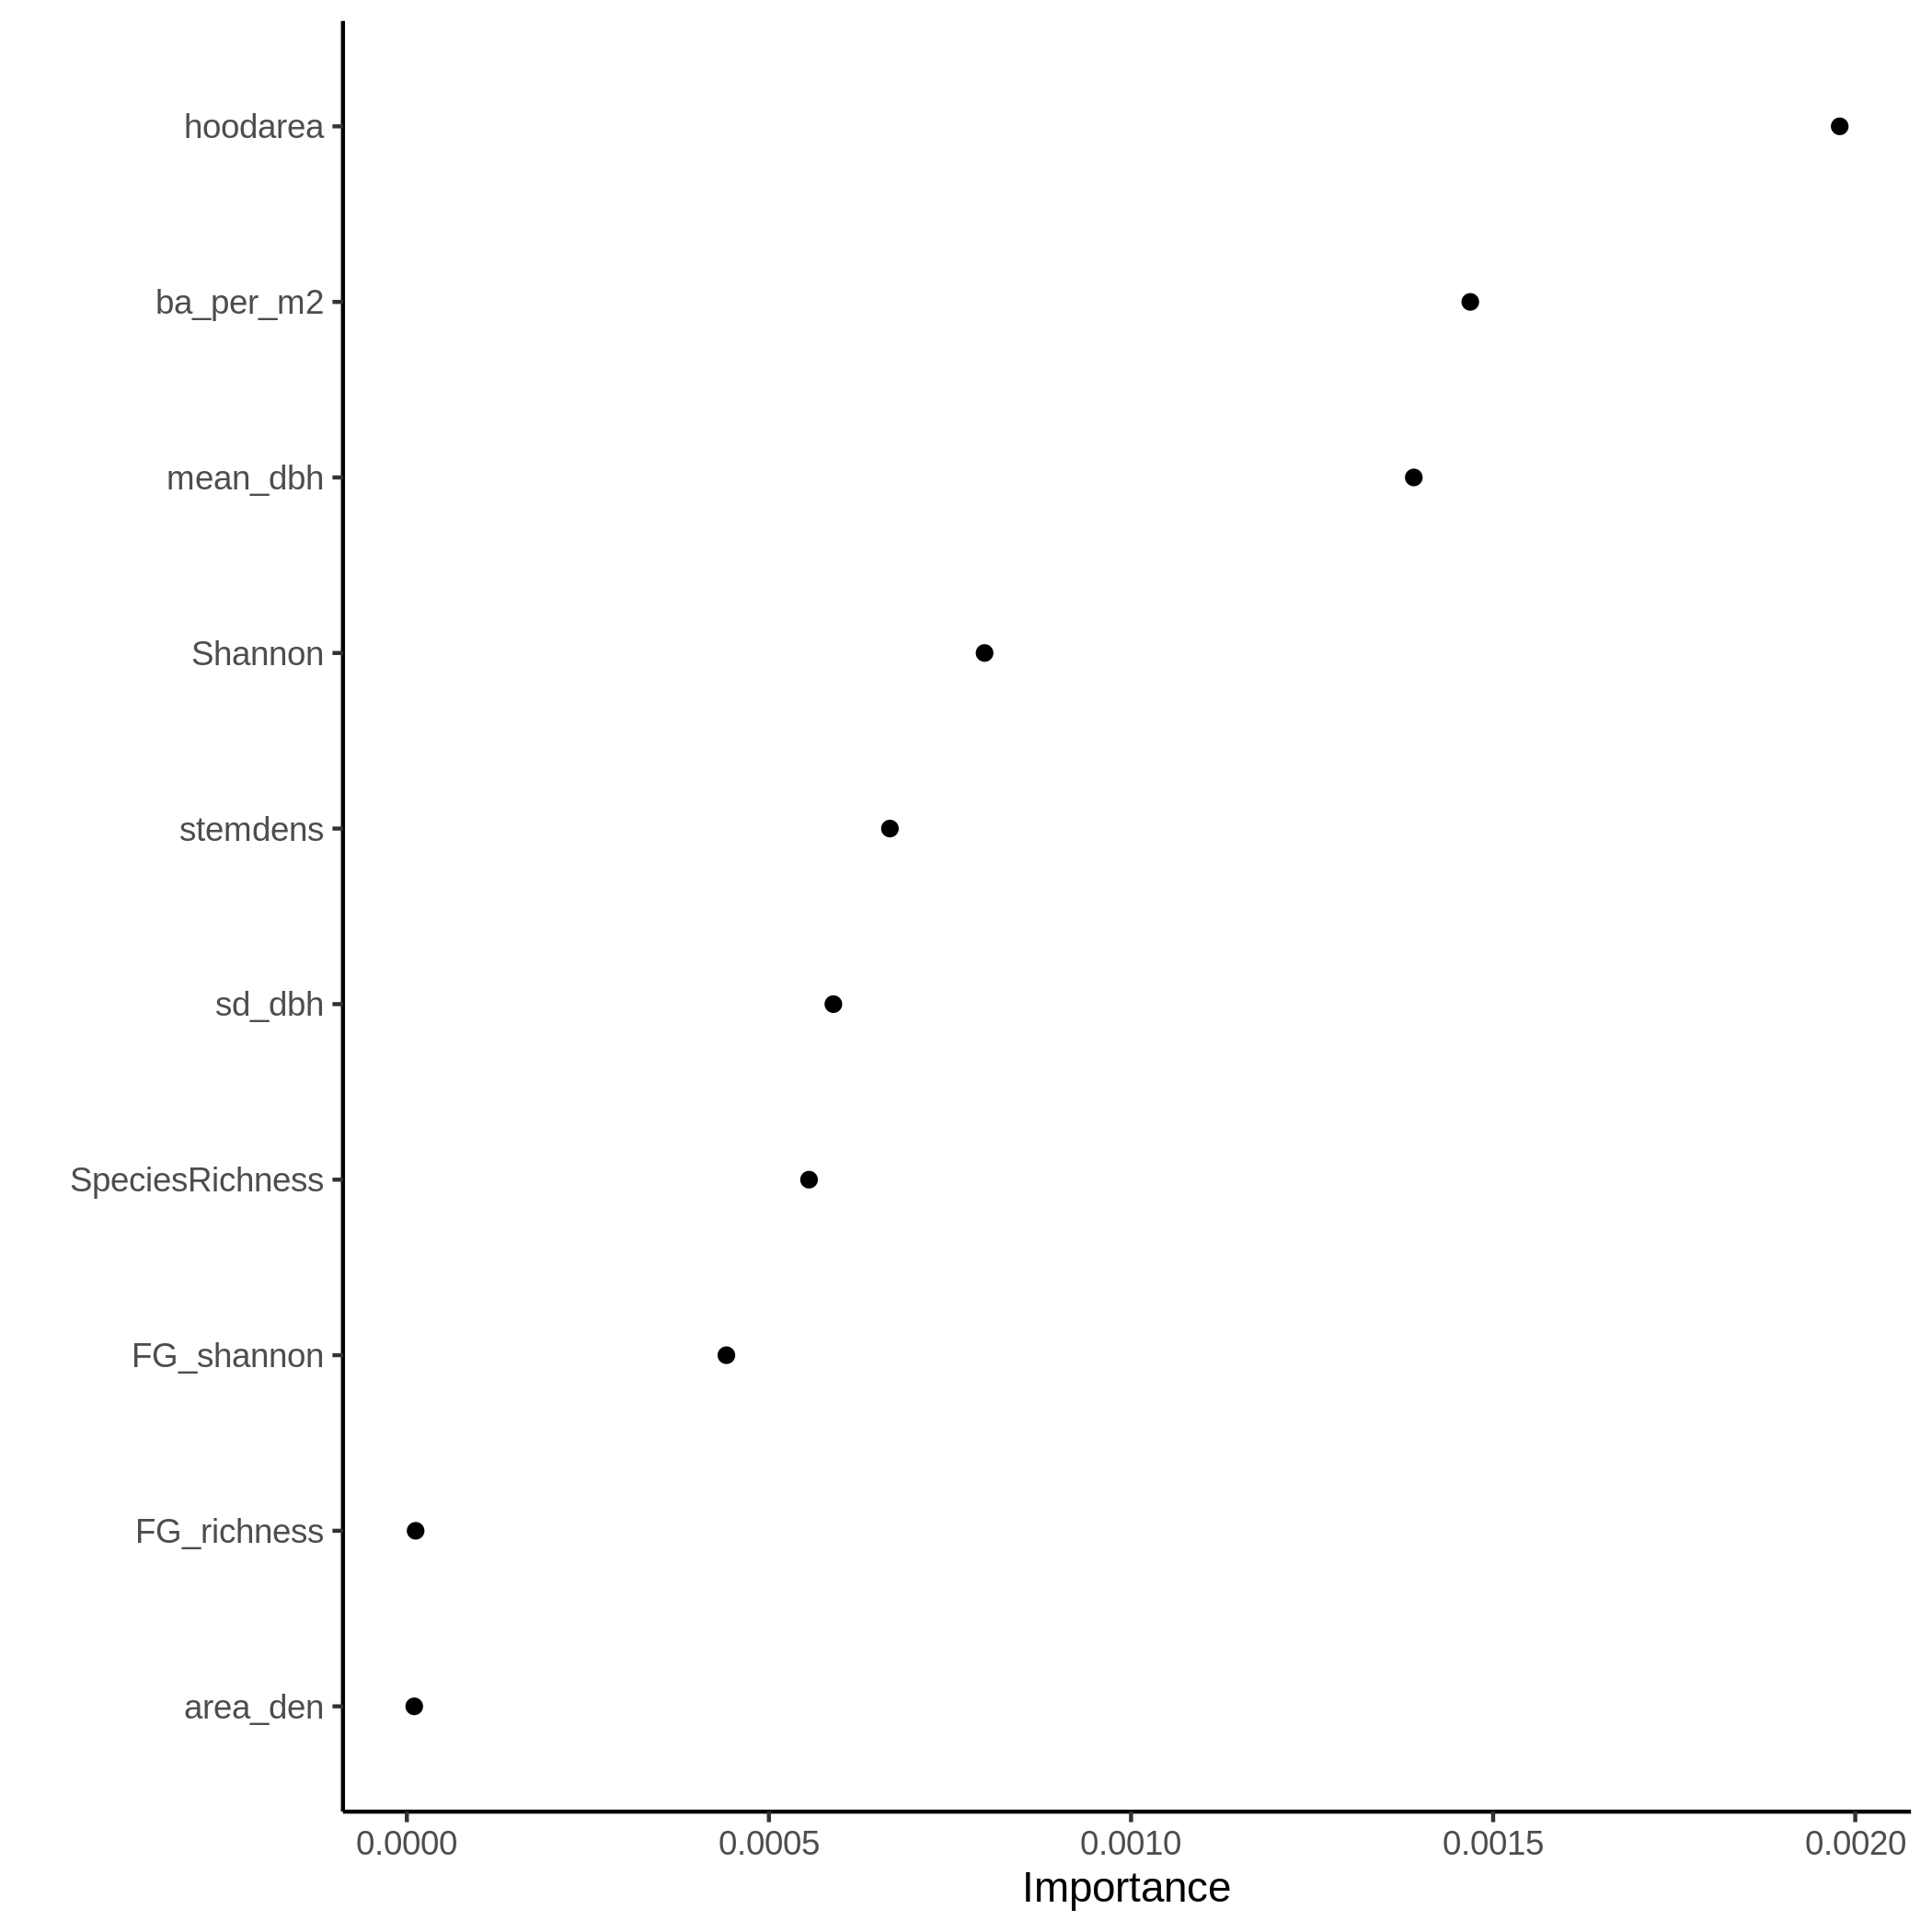 hoodarea
ba_per_m2
mean_dbh
Shannon
stemdens
sd_dbh
SpeciesRichness
FG_shannon
FG_richness
area_den
0.0000 0.0005 0.0010 0.0015 0.0020
Importance